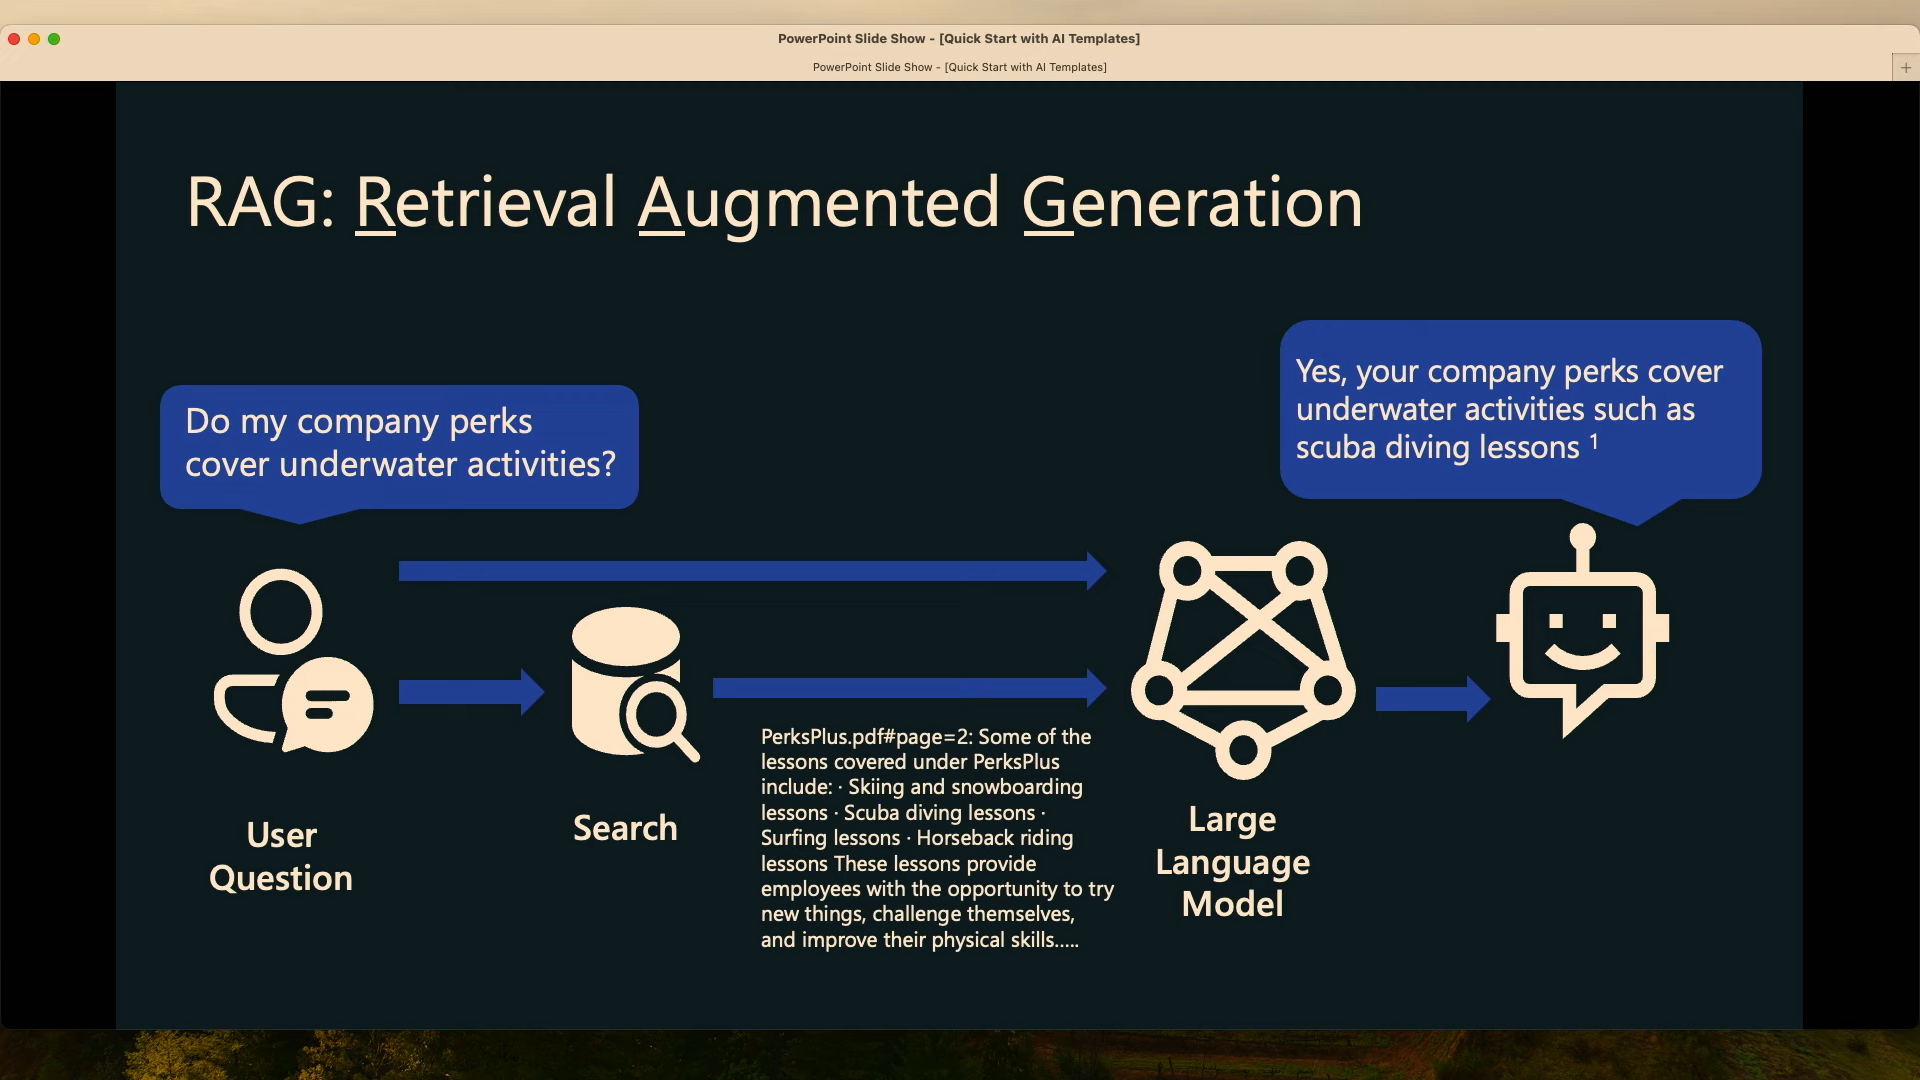 PowerPoint Slide Show - [Quick Start with AI Templates]
PowerPoint Slide Show - [Quick Start with AI Templates]
RAG: Retrieval Augmented Generation
Do my company perks
cover underwater activities?
Yes, your company perks cover
underwater activities such as
scuba diving lessons ¹
User
Question
Search
PerksPlus.pdf#page=2: Some of the
lessons covered under PerksPlus
include: · Skiing and snowboarding
lessons · Scuba diving lessons ·
Surfing lessons · Horseback riding
lessons These lessons provide
employees with the opportunity to try
new things, challenge themselves,
and improve their physical skills.....
Large
Language
Model